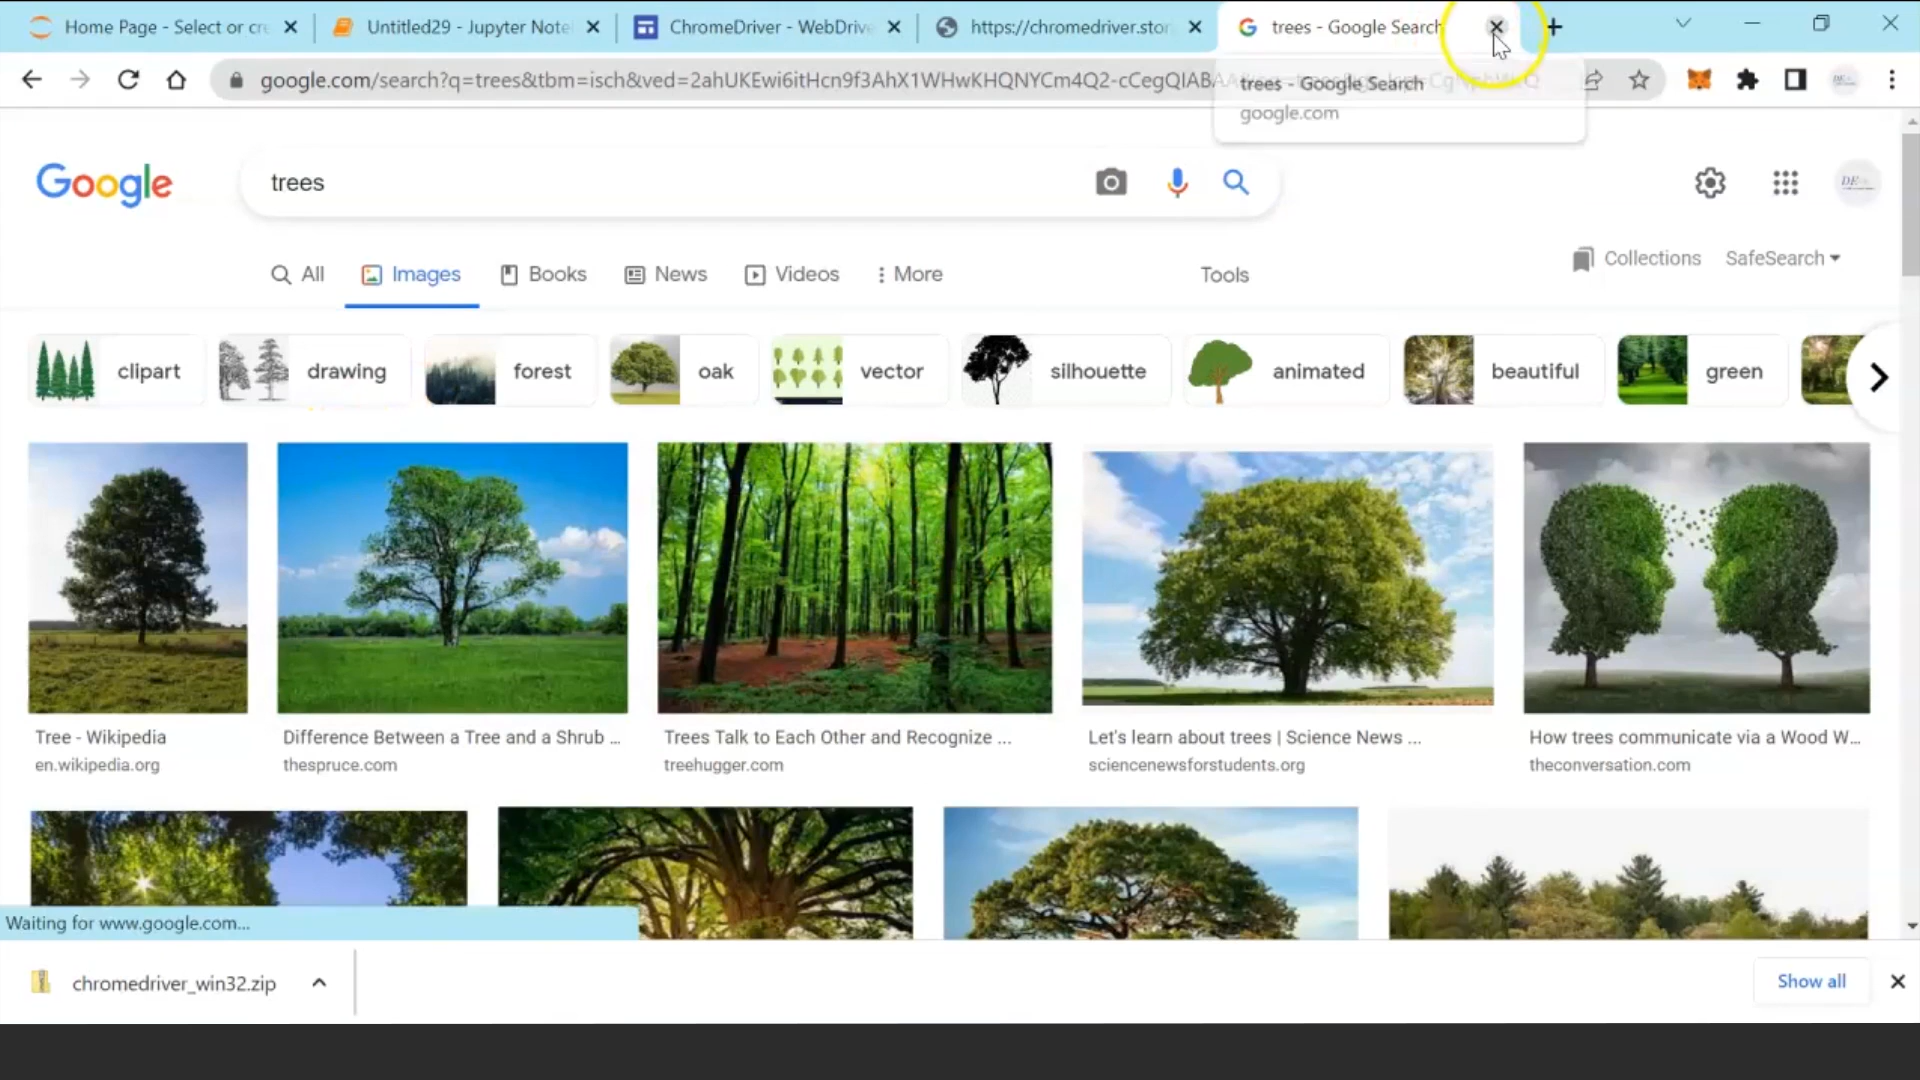 Home Page - Select or cre
Untitled29 - Jupyter Note
ChromeDriver - WebDrive
https://chromedriver.stor
trees - Google Search
google.com/search?q=trees&tbm=isch&ved=2ahUKEwi6itHcn9f3AhX1WHwKHQNYCm4Q2-cCegQIABAA
trees - Google Search
google.com
Google
trees
DE
All
Images
Books
News
Videos
More
Tools
Collections
SafeSearch
clipart
drawing
forest
oak
vector
silhouette
animated
beautiful
green
Tree - Wikipedia
en.wikipedia.org
Difference Between a Tree and a Shrub ...
thespruce.com
Trees Talk to Each Other and Recognize ...
treehugger.com
Let's learn about trees | Science News ...
sciencenewsforstudents.org
How trees communicate via a Wood W...
theconversation.com
Waiting for www.google.com...
chromedriver_win32.zip
Show all